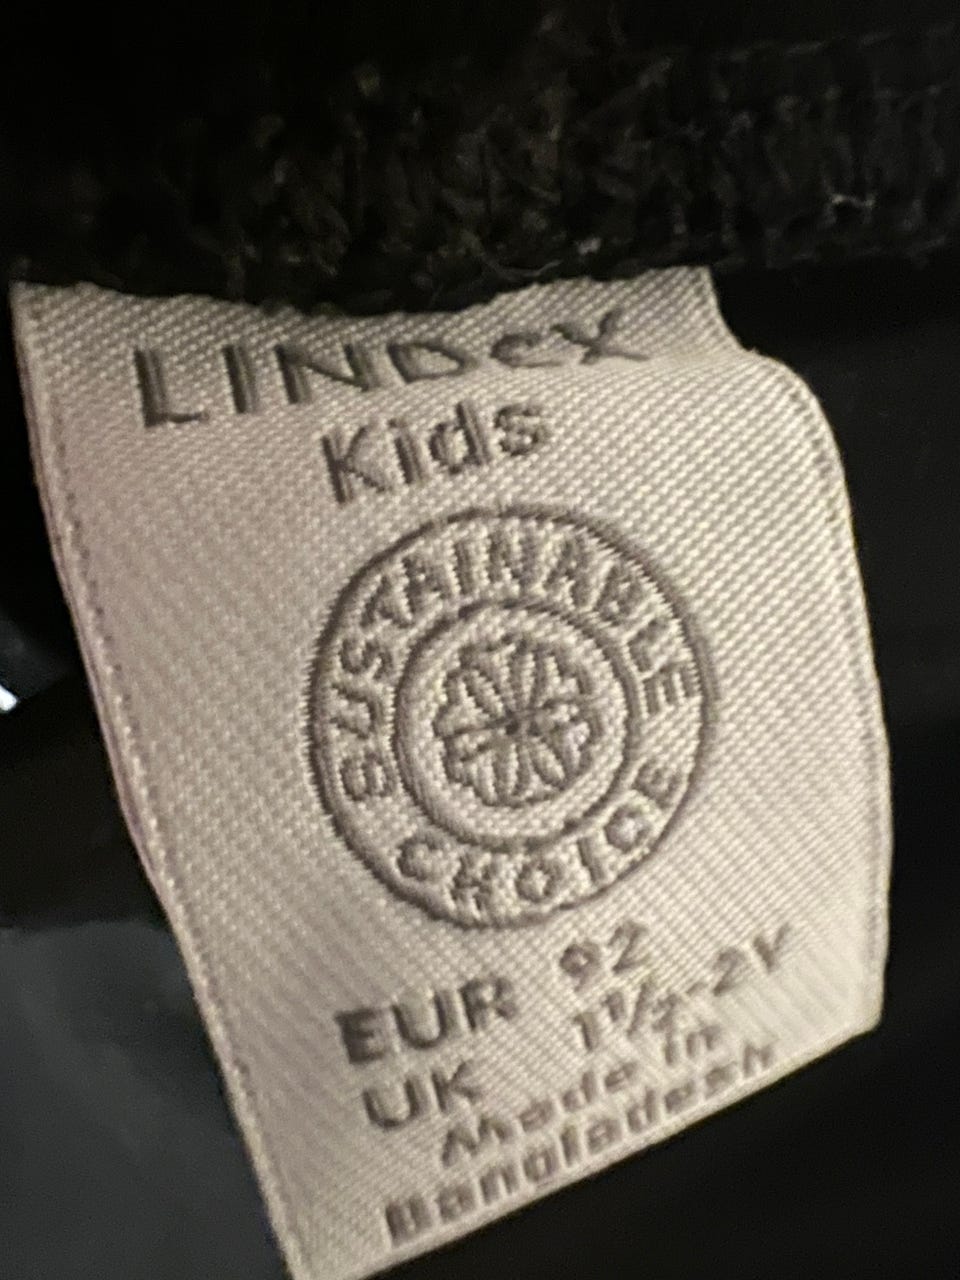 LINDEX
Kids
SUSTAINABLE
CHOICE
EUR 92
UK 1½-2Y
Made in
Bangladesh